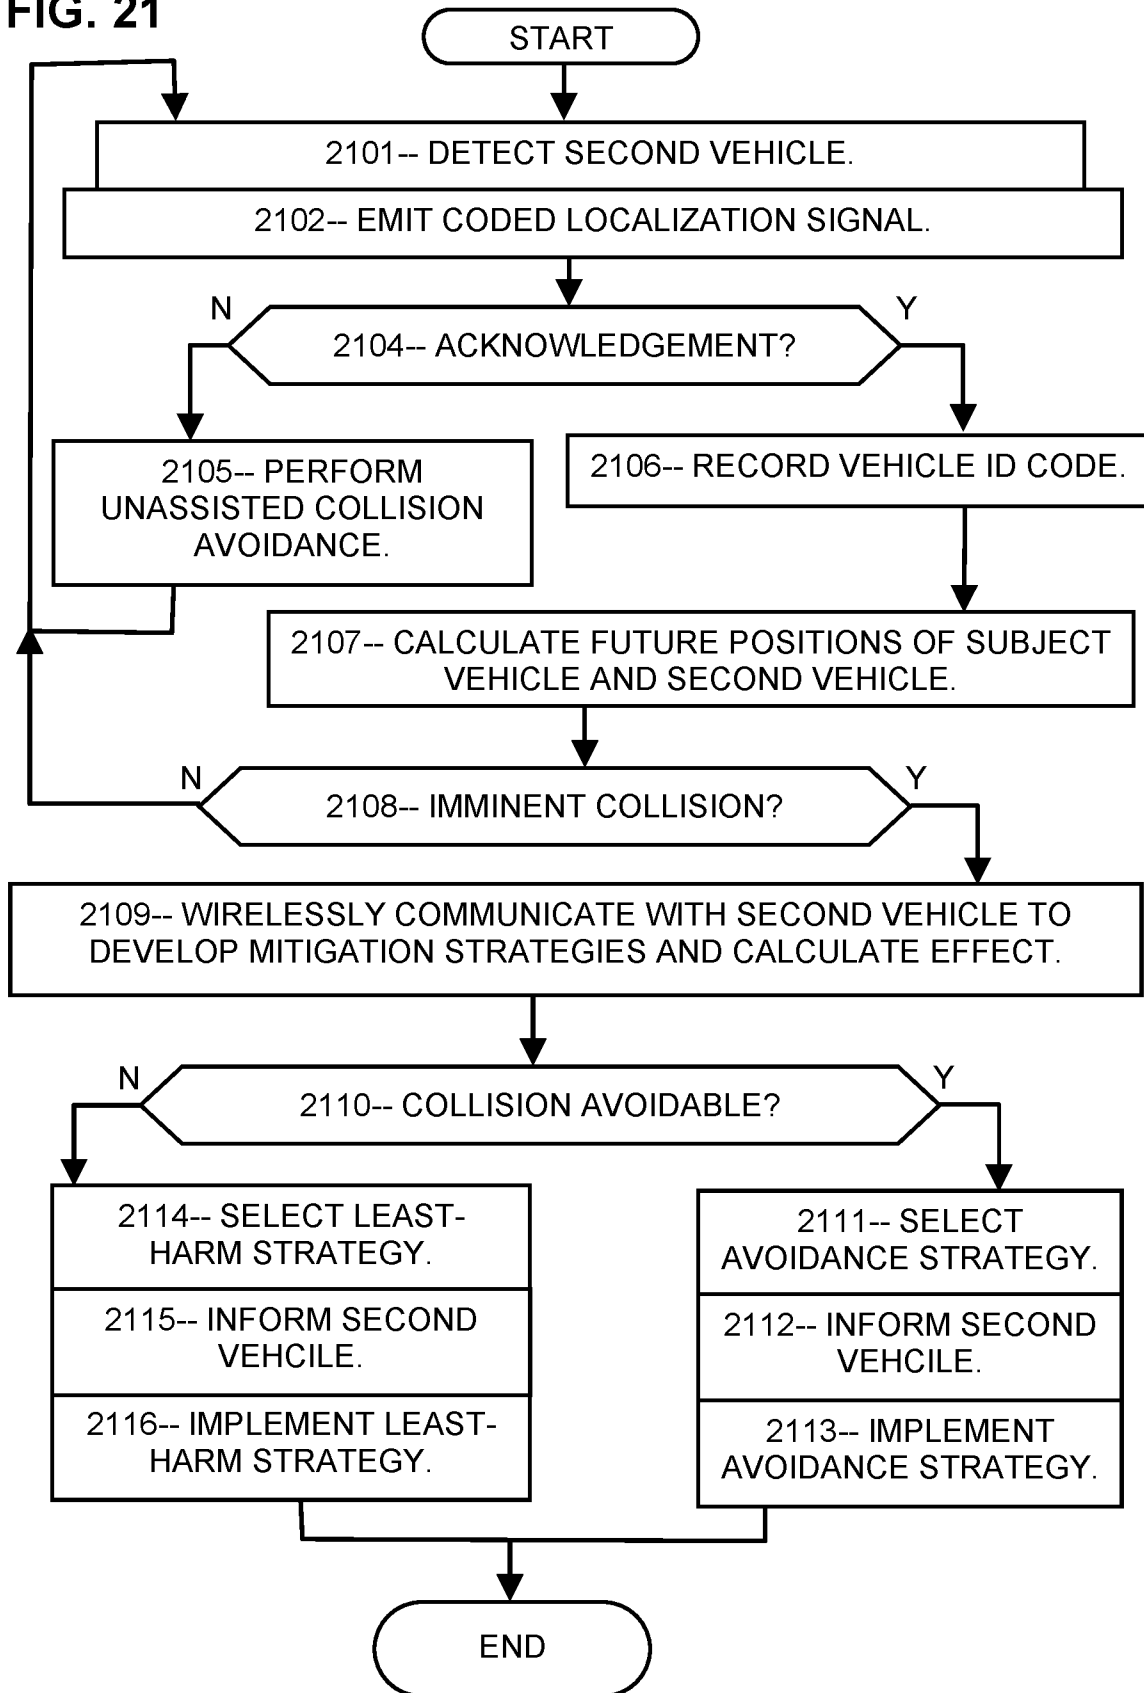 FIG. 21
START
2101-- DETECT SECOND VEHICLE.
2102-- EMIT CODED LOCALIZATION SIGNAL.
N
Y
2104-- ACKNOWLEDGEMENT?
2105-- PERFORM
UNASSISTED COLLISION
AVOIDANCE.
2106-- RECORD VEHICLE ID CODE.
2107-- CALCULATE FUTURE POSITIONS OF SUBJECT
VEHICLE AND SECOND VEHICLE.
N
Y
2108-- IMMINENT COLLISION?
2109-- WIRELESSLY COMMUNICATE WITH SECOND VEHICLE TO
DEVELOP MITIGATION STRATEGIES AND CALCULATE EFFECT.
N
Y
2110-- COLLISION AVOIDABLE?
2114-- SELECT LEAST-
HARM STRATEGY.
2115-- INFORM SECOND
VEHCILE.
2116-- IMPLEMENT LEAST-
HARM STRATEGY.
2111-- SELECT
AVOIDANCE STRATEGY.
2112-- INFORM SECOND
VEHCILE.
2113-- IMPLEMENT
AVOIDANCE STRATEGY.
END